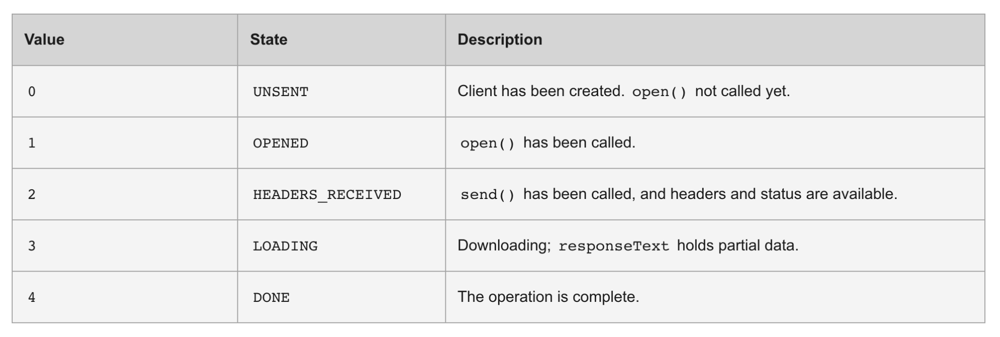 Value State Description
0 UNSENT Client has been created. open() not called yet.
1 OPENED open() has been called.
2 HEADERS_RECEIVED send() has been called, and headers and status are available.
3 LOADING Downloading; responseText holds partial data.
4 DONE The operation is complete.